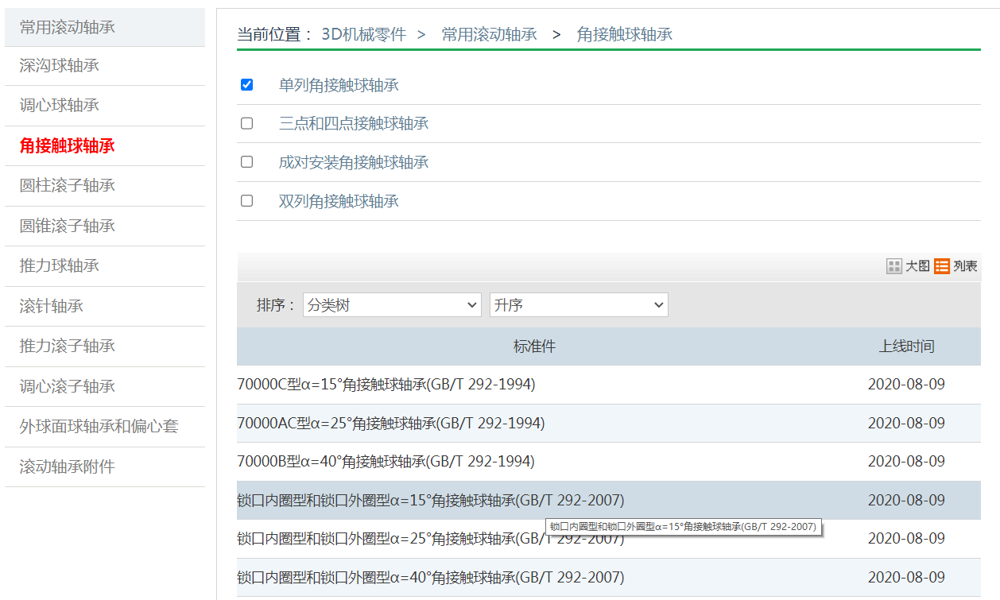 常用滚动轴承
深沟球轴承
调心球轴承
角接触球轴承
圆柱滚子轴承
圆锥滚子轴承
推力球轴承
滚针轴承
推力滚子轴承
调心滚子轴承
外球面球轴承和偏心套
滚动轴承附件
当前位置： 3D机械零件 > 常用滚动轴承 > 角接触球轴承
单列角接触球轴承
三点和四点接触球轴承
成对安装角接触球轴承
双列角接触球轴承
大图 列表
排序： 分类树 升序
标准件 上线时间
70000C型α=15°角接触球轴承(GB/T 292-1994) 2020-08-09
70000AC型α=25°角接触球轴承(GB/T 292-1994) 2020-08-09
70000B型α=40°角接触球轴承(GB/T 292-1994) 2020-08-09
锁口内圈型和锁口外圈型α=15°角接触球轴承(GB/T 292-2007) 2020-08-09
锁口内圈型和锁口外圈型α=15°角接触球轴承(GB/T 292-2007)
锁口内圈型和锁口外圈型α=25°角接触球轴承(GB/T 292-2007) 2020-08-09
锁口内圈型和锁口外圈型α=40°角接触球轴承(GB/T 292-2007) 2020-08-09